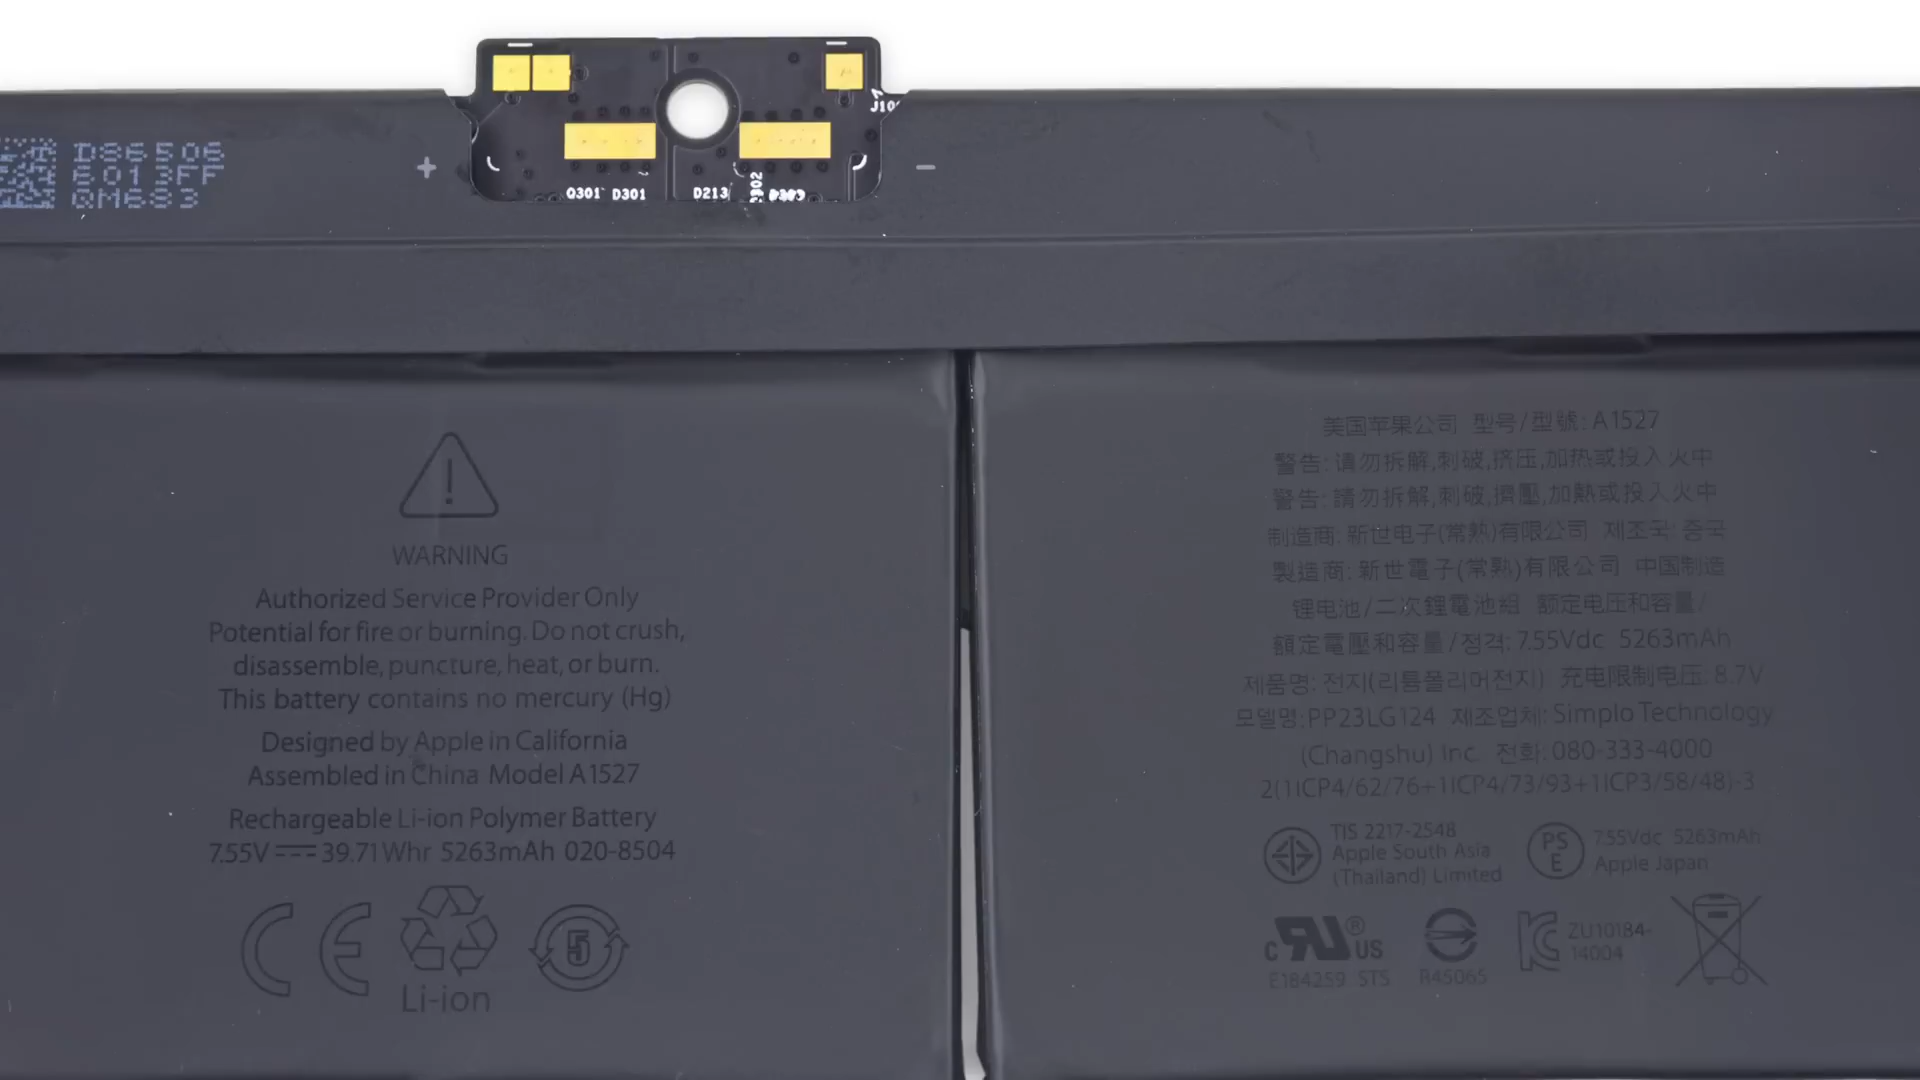 D86506
6013FF
QM683
+
−
J10
Q301 D301
D213
WARNING
Authorized Service Provider Only
Potential for fire or burning. Do not crush,
disassemble, puncture, heat, or burn.
This battery contains no mercury (Hg)
Designed by Apple in California
Assembled in China Model A1527
Rechargeable Li-ion Polymer Battery
7.55V 39.71Whr 5263mAh 020-8504
CE
5
Li-ion
美国苹果公司 型号/型號: A1527
警告: 请勿拆解,刺破,挤压,加热或投入火中
警告: 請勿拆解,刺破,擠壓,加熱或投入火中
制造商: 新世电子(常熟)有限公司 제조국: 중국
製造商: 新世電子(常熟)有限公司 中国制造
锂电池/二次鋰電池組 额定电压和容量/
額定電壓和容量/정격: 7.55Vdc 5263mAh
제품명: 전지(리튬폴리머전지) 充电限制电压: 8.7V
모델명: PP23LG124 제조업체: Simplo Technology
(Changshu) Inc. 전화: 080-333-4000
2(1ICP4/62/76+1ICP4/73/93+1ICP3/58/48)-3
TIS 2217-2548
Apple South Asia
(Thailand) Limited
PS
E
7.55Vdc 5263mAh
Apple Japan
c RU ® US
E184259 STS
R45065
KC
ZU10184-
14004